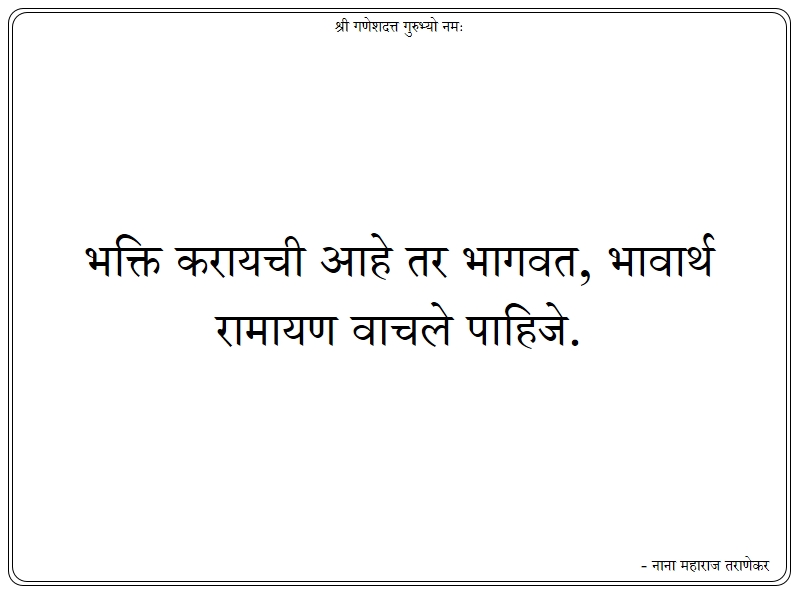 श्री गणेशदत्त गुरुभ्यो नमः
भक्ति करायची आहे तर भागवत, भावार्थ
रामायण वाचले पाहिजे.
- नाना महाराज तराणेकर